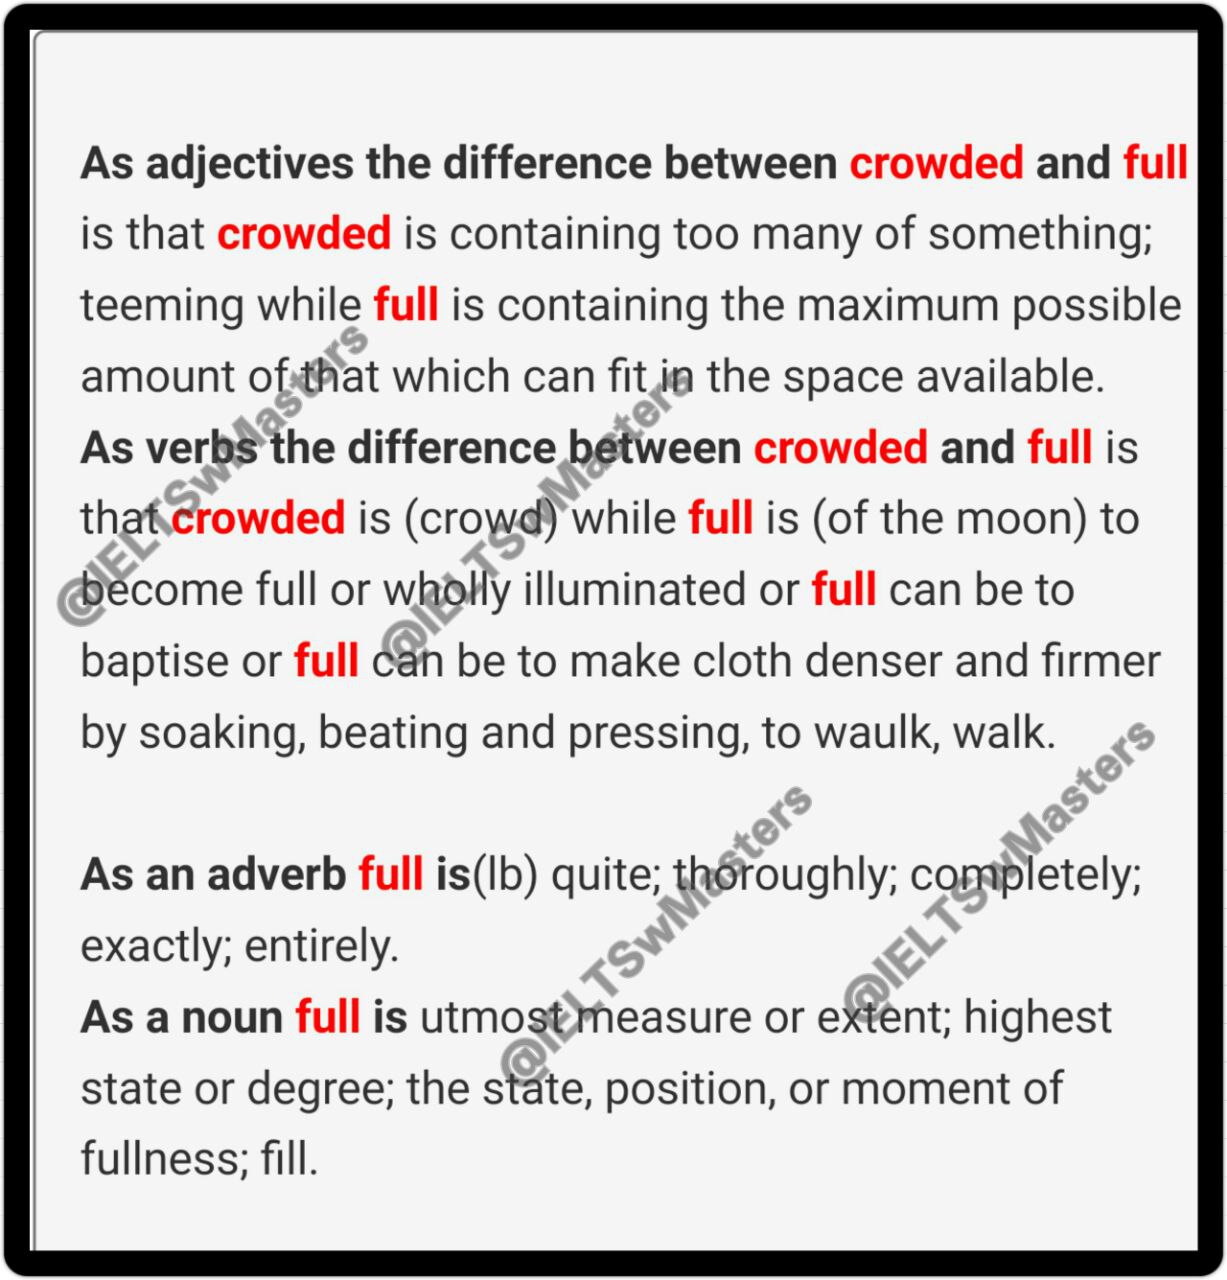 As adjectives the difference between crowded and full
is that crowded is containing too many of something;
teeming while full is containing the maximum possible
amount of that which can fit in the space available.
As verbs the difference between crowded and full is
that crowded is (crowd) while full is (of the moon) to
become full or wholly illuminated or full can be to
baptise or full can be to make cloth denser and firmer
by soaking, beating and pressing, to waulk, walk.
As an adverb full is(lb) quite; thoroughly; completely;
exactly; entirely.
As a noun full is utmost measure or extent; highest
state or degree; the state, position, or moment of
fullness; fill.
@IELTSwMasters
@IELTSwMasters
@IELTSwMasters
@IELTSwMasters